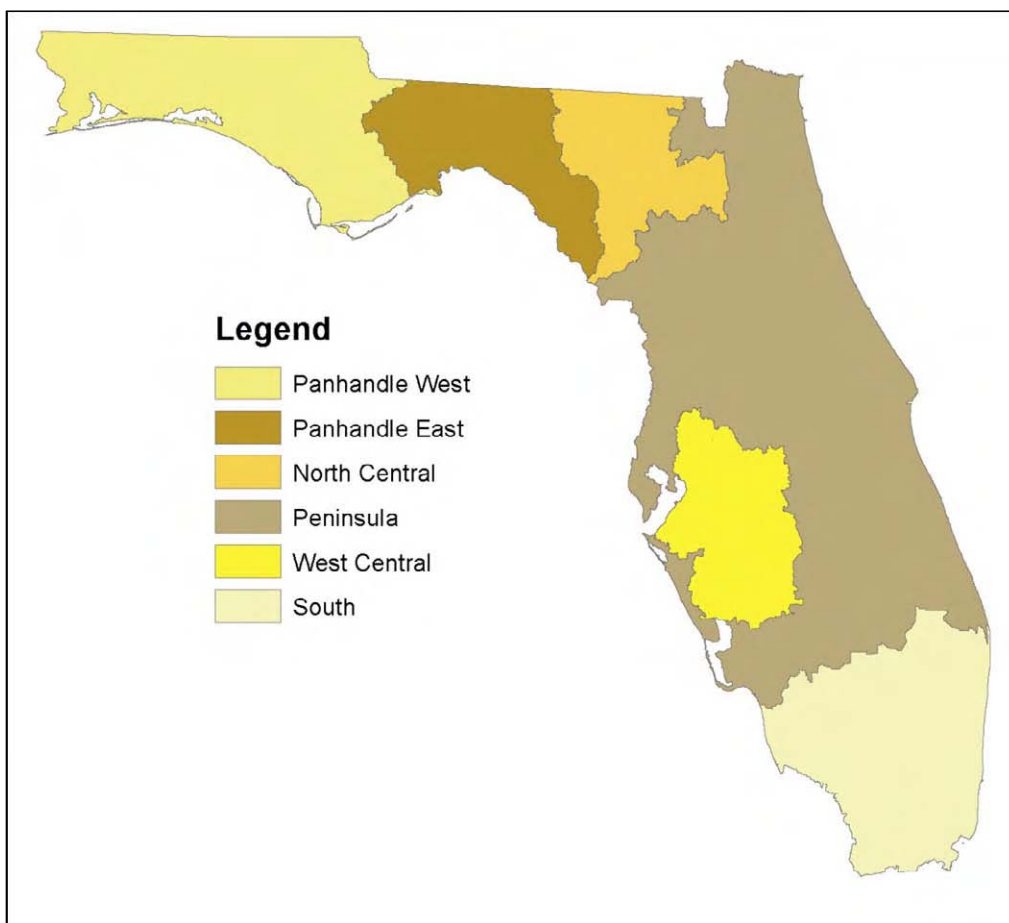 Legend
Panhandle West
Panhandle East
North Central
Peninsula
West Central
South